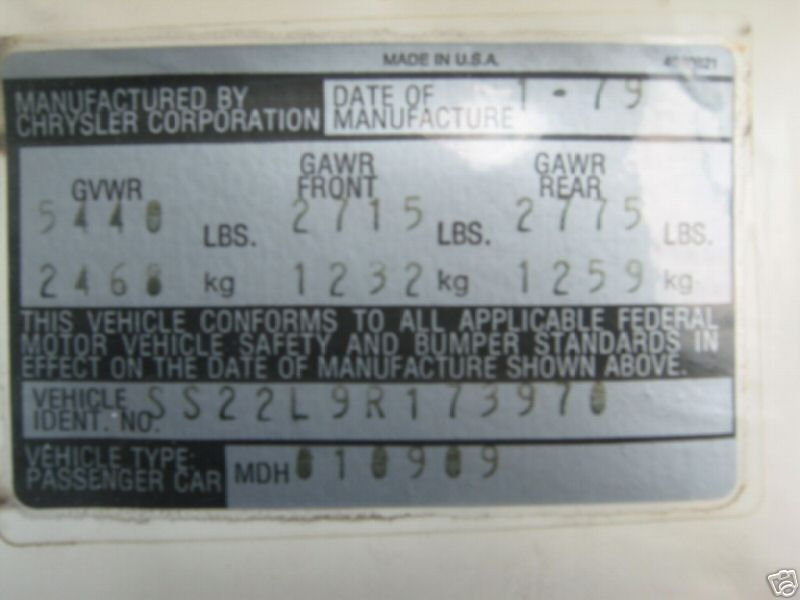 MADE IN U.S.A.
MANUFACTURED BY
CHRYSLER CORPORATION
DATE OF
MANUFACTURE
1-79
GVWR
GAWR
FRONT
GAWR
REAR
5440 LBS. 2715 LBS. 2775 LBS.
2468 kg 1232 kg 1259 kg
THIS VEHICLE CONFORMS TO ALL APPLICABLE FEDERAL
MOTOR VEHICLE SAFETY AND BUMPER STANDARDS IN
EFFECT ON THE DATE OF MANUFACTURE SHOWN ABOVE.
VEHICLE
IDENT. NO.
SS22L9R173970
VEHICLE TYPE:
PASSENGER CAR
MDH 010909